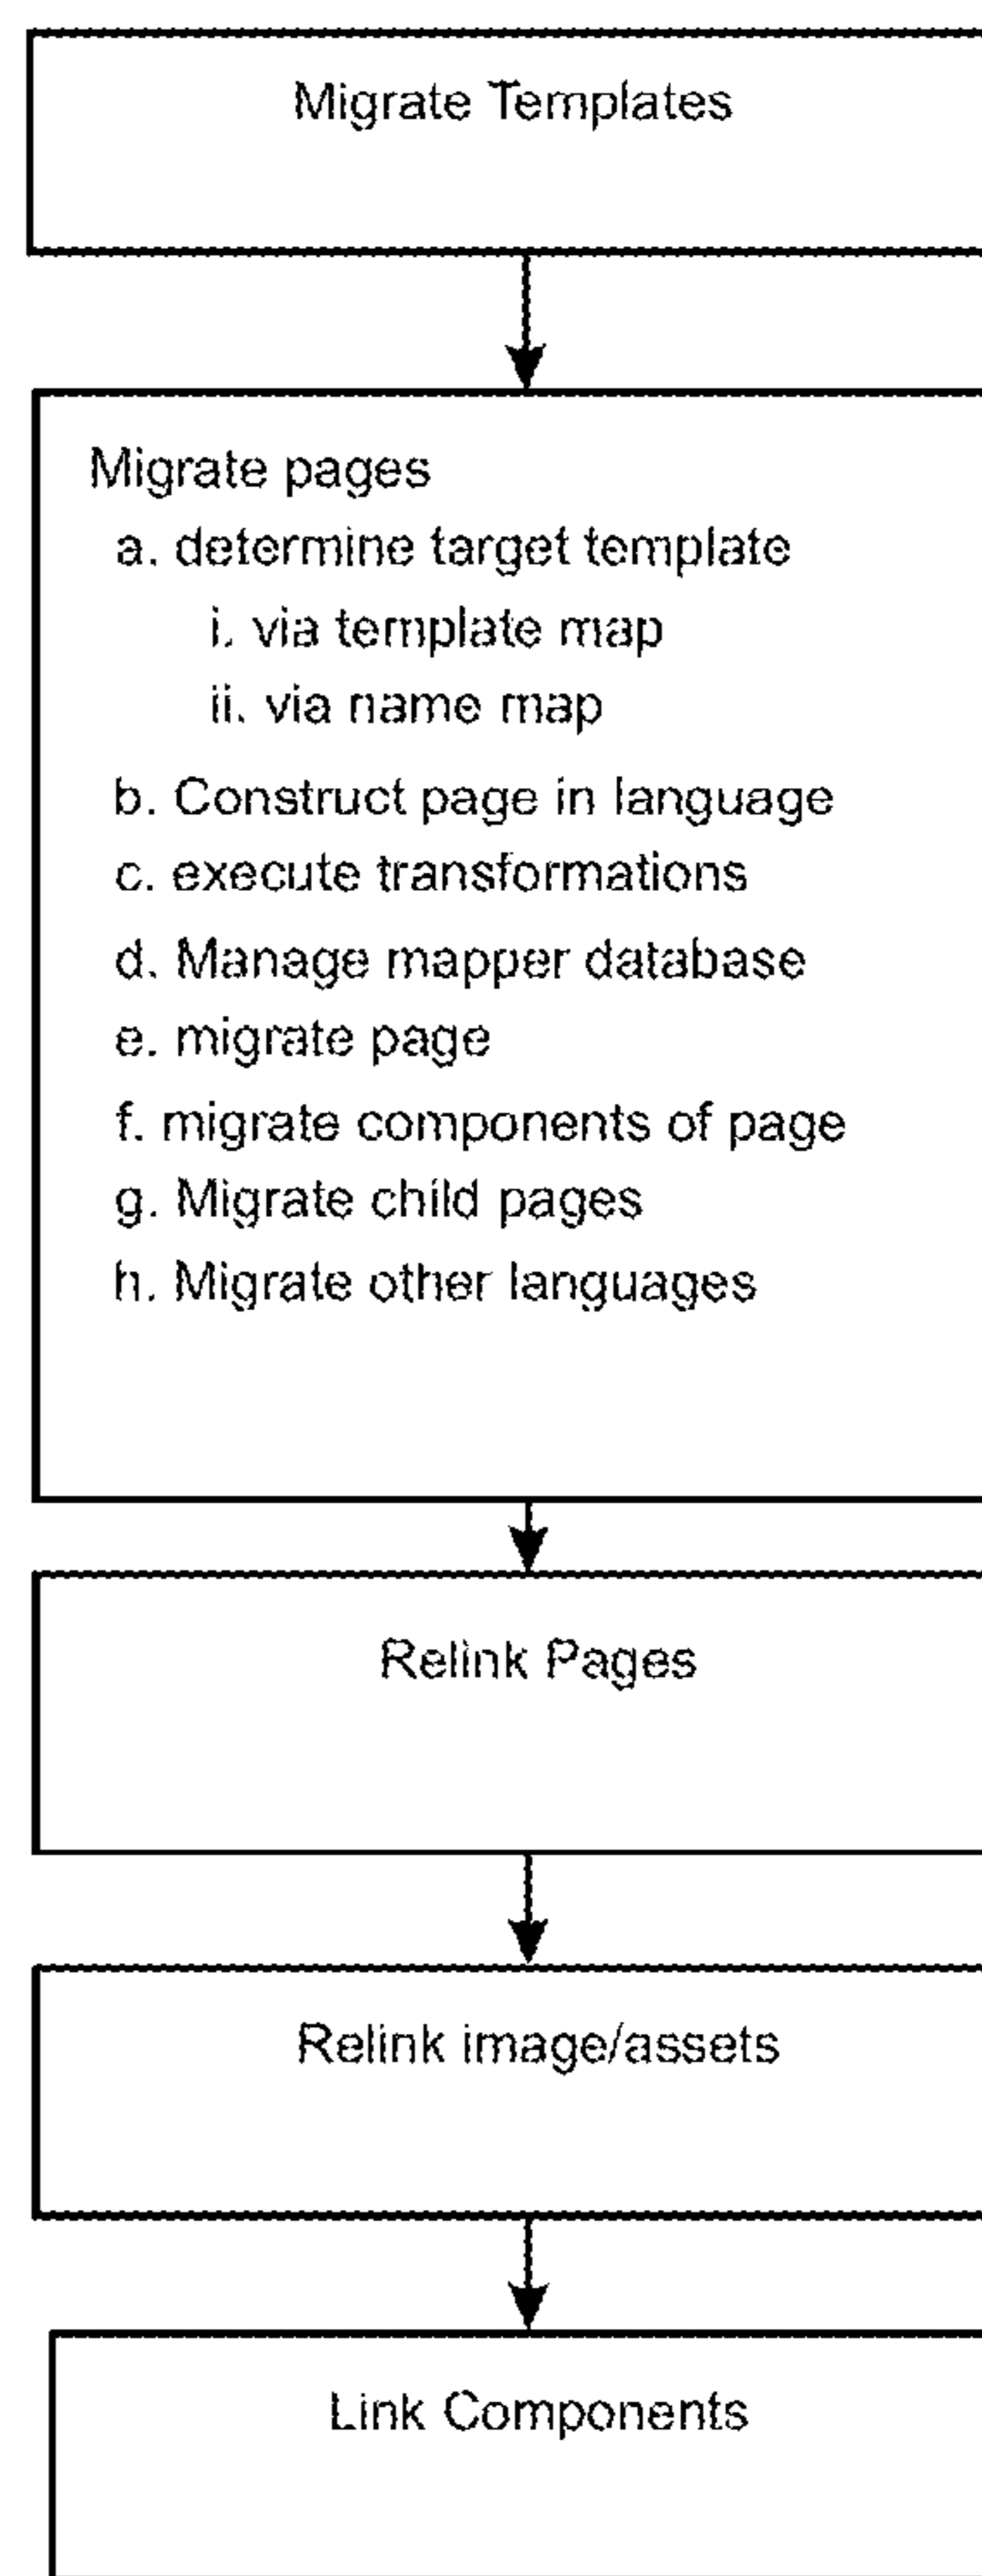 Migrate Templates
Migrate pages
a. determine target template
i. via template map
ii. via name map
b. Construct page in language
c. execute transformations
d. Manage mapper database
e. migrate page
f. migrate components of page
g. Migrate child pages
h. Migrate other languages
Relink Pages
Relink image/assets
Link Components